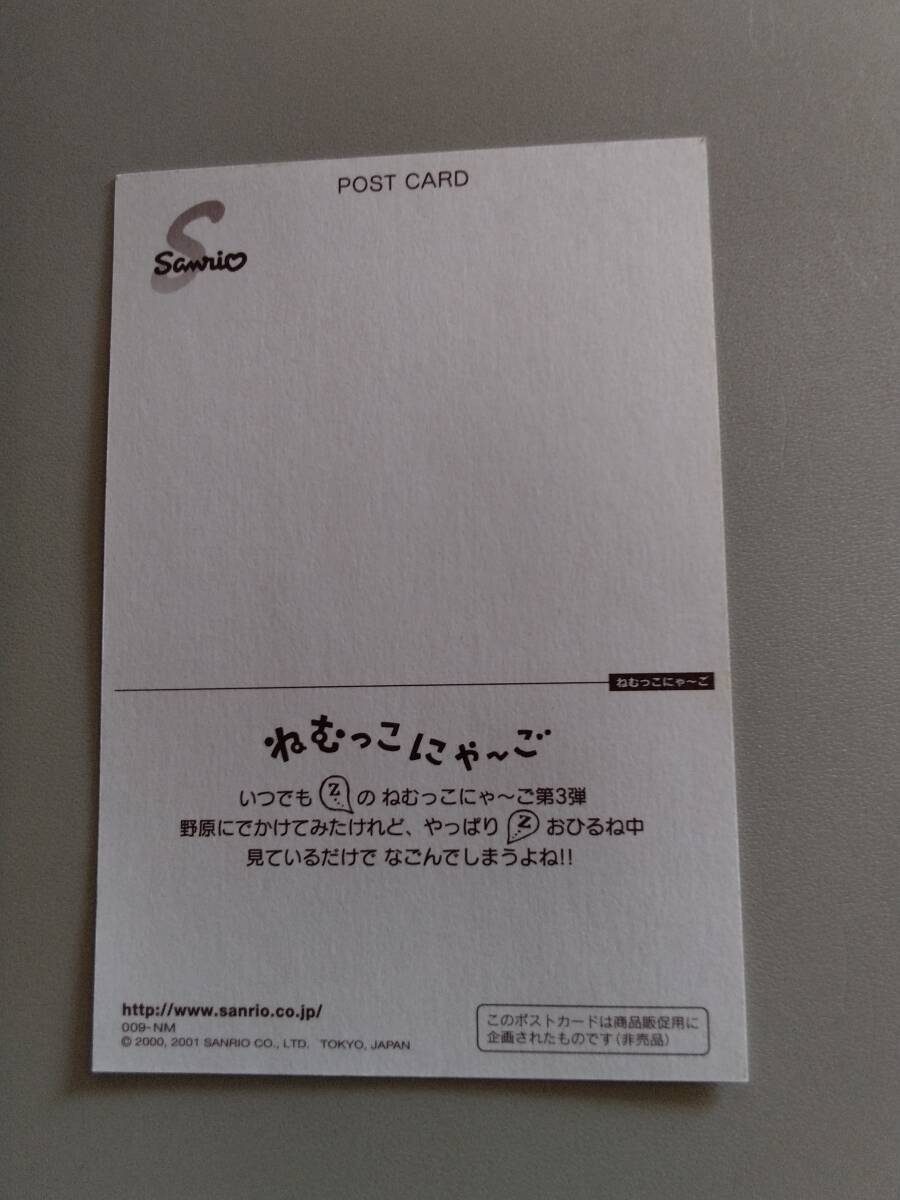 POST CARD
S
Sanrio
ねむっこにゃ〜ご
ねむっこにゃ〜ご
いつでも Z の ねむっこにゃ〜ご第3弾
野原にでかけてみたけれど、やっぱり Z おひるね中
見ているだけで なごんでしまうよね!!
http://www.sanrio.co.jp/
009-NM
© 2000, 2001 SANRIO CO., LTD. TOKYO, JAPAN
このポストカードは商品販促用に
企画されたものです(非売品)